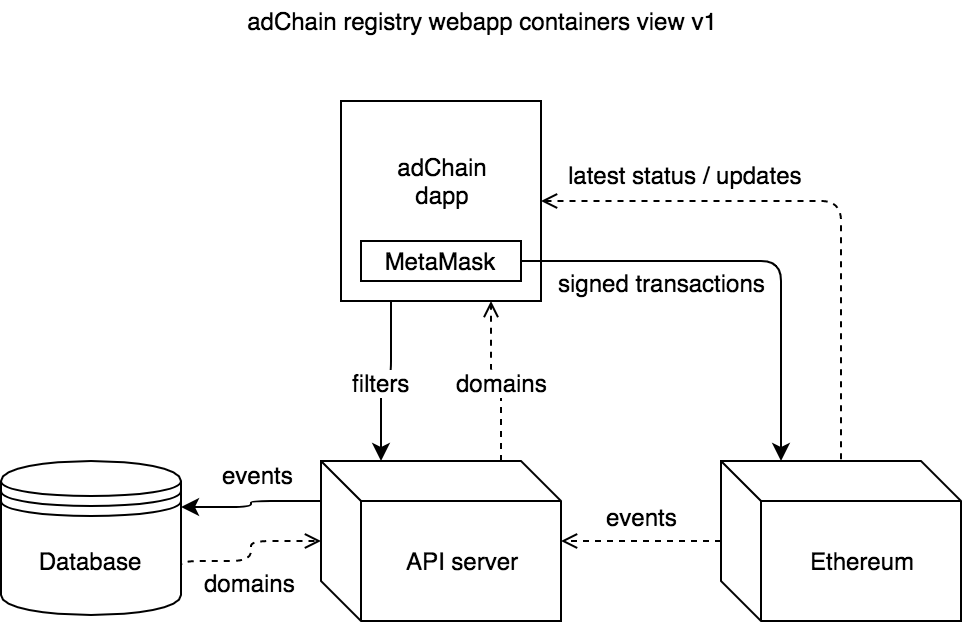 adChain registry webapp containers view v1
adChain
dapp
latest status / updates
MetaMask
signed transactions
filters
domains
events
events
Database
API server
Ethereum
domains